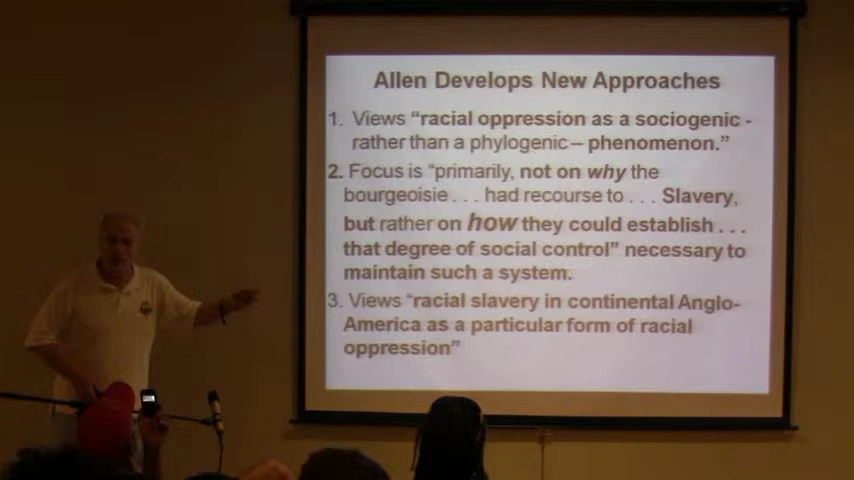 Allen Develops New Approaches
1. Views “racial oppression as a sociogenic -
rather than a phylogenic – phenomenon.”
2. Focus is “primarily, not on why the
bourgeoisie . . . had recourse to . . . Slavery,
but rather on how they could establish . . .
that degree of social control” necessary to
maintain such a system.
3. Views “racial slavery in continental Anglo-
America as a particular form of racial
oppression”